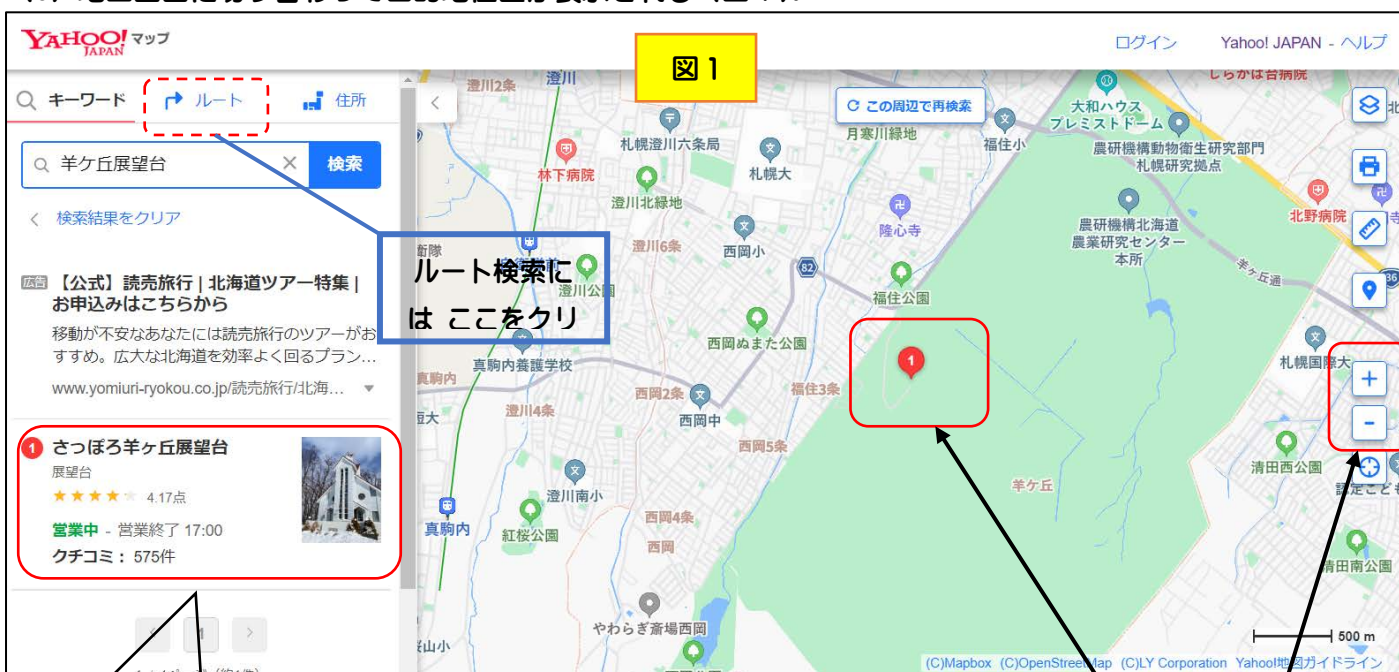 YAHOO! JAPAN マップ
ログイン
Yahoo! JAPAN - ヘルプ
図1
キーワード
ルート
住所
羊ケ丘展望台
検索
検索結果をクリア
広告 【公式】読売旅行 | 北海道ツアー特集 |
お申込みはこちらから
移動が不安なあなたには読売旅行のツアーがお
すすめ。広大な北海道を効率よく回るプラン…
www.yomiuri-ryokou.co.jp/読売旅行/北海…
1 さっぽろ羊ヶ丘展望台
展望台
4.17点
営業中 - 営業終了 17:00
クチコミ： 575件
1
ルート検索に
は ここをクリ
この周辺で再検索
澄川2条
澄川
札幌澄川六条局
林下病院
札幌大
澄川北緑地
澄川6条
西岡小
82
澄川公園
西岡ぬまた公園
真駒内養護学校
真駒内
西岡2条
西岡中
澄川4条
西岡5条
澄川南小
真駒内
紅桜公園
西岡4条
西岡
やわらぎ斎場西岡
月寒川緑地
福住小
大和ハウス
プレミストドーム
しらかば台病院
農研機構動物衛生研究部門
札幌研究拠点
隆心寺
農研機構北海道
農業研究センター
本所
北野病院
羊ケ丘通
36
福住公園
福住3条
1
札幌国際大
羊ケ丘
清田西公園
清田南公園
+
-
500 m
(C)Mapbox (C)OpenStreetMap (C)LY Corporation Yahoo!地図ガイドライン